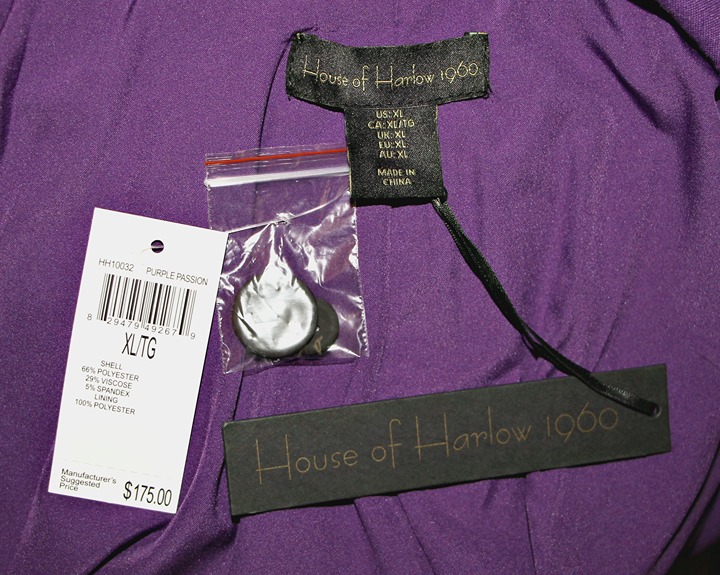 House of Harlow 1960
US: XL
CA: XL/TG
UK: XL
EU: XL
AU: XL
MADE IN
CHINA
HH10032 PURPLE PASSION
8 29479 49267 9
XL/TG
SHELL
66% POLYESTER
29% VISCOSE
5% SPANDEX
LINING
100% POLYESTER
Manufacturer's
Suggested
Price $175.00
House of Harlow 1960